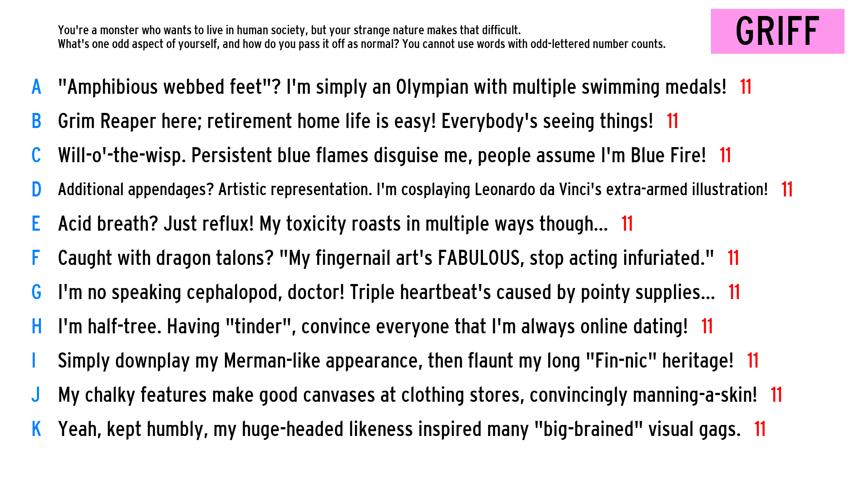 You're a monster who wants to live in human society, but your strange nature makes that difficult.
What's one odd aspect of yourself, and how do you pass it off as normal? You cannot use words with odd-lettered number counts.
GRIFF
A "Amphibious webbed feet"? I'm simply an Olympian with multiple swimming medals! 11
B Grim Reaper here; retirement home life is easy! Everybody's seeing things! 11
C Will-o'-the-wisp. Persistent blue flames disguise me, people assume I'm Blue Fire! 11
D Additional appendages? Artistic representation. I'm cosplaying Leonardo da Vinci's extra-armed illustration! 11
E Acid breath? Just reflux! My toxicity roasts in multiple ways though... 11
F Caught with dragon talons? "My fingernail art's FABULOUS, stop acting infuriated." 11
G I'm no speaking cephalopod, doctor! Triple heartbeat's caused by pointy supplies... 11
H I'm half-tree. Having "tinder", convince everyone that I'm always online dating! 11
I Simply downplay my Merman-like appearance, then flaunt my long "Fin-nic" heritage! 11
J My chalky features make good canvases at clothing stores, convincingly manning-a-skin! 11
K Yeah, kept humbly, my huge-headed likeness inspired many "big-brained" visual gags. 11